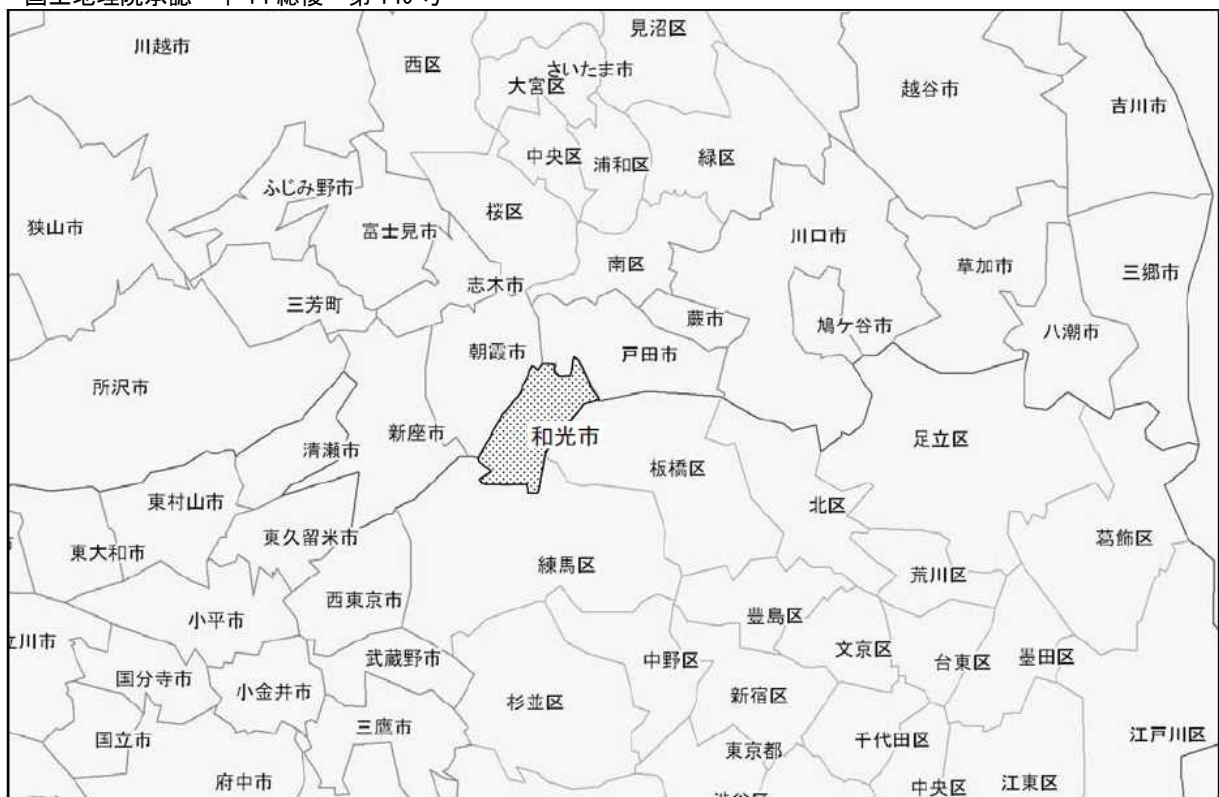 見沼区
川越市
西区
さいたま市
大宮区
越谷市
吉川市
中央区
浦和区
緑区
ふじみ野市
狭山市
富士見市
桜区
川口市
南区
草加市
三郷市
志木市
三芳町
蕨市
鳩ケ谷市
八潮市
朝霞市
戸田市
所沢市
新座市
和光市
足立区
清瀬市
板橋区
東村山市
北区
東久留米市
東大和市
葛飾区
練馬区
荒川区
西東京市
小平市
豊島区
立川市
文京区
武蔵野市
中野区
台東区
墨田区
国分寺市
小金井市
杉並区
新宿区
三鷹市
国立市
東京都
千代田区
江戸川区
府中市
中央区
江東区